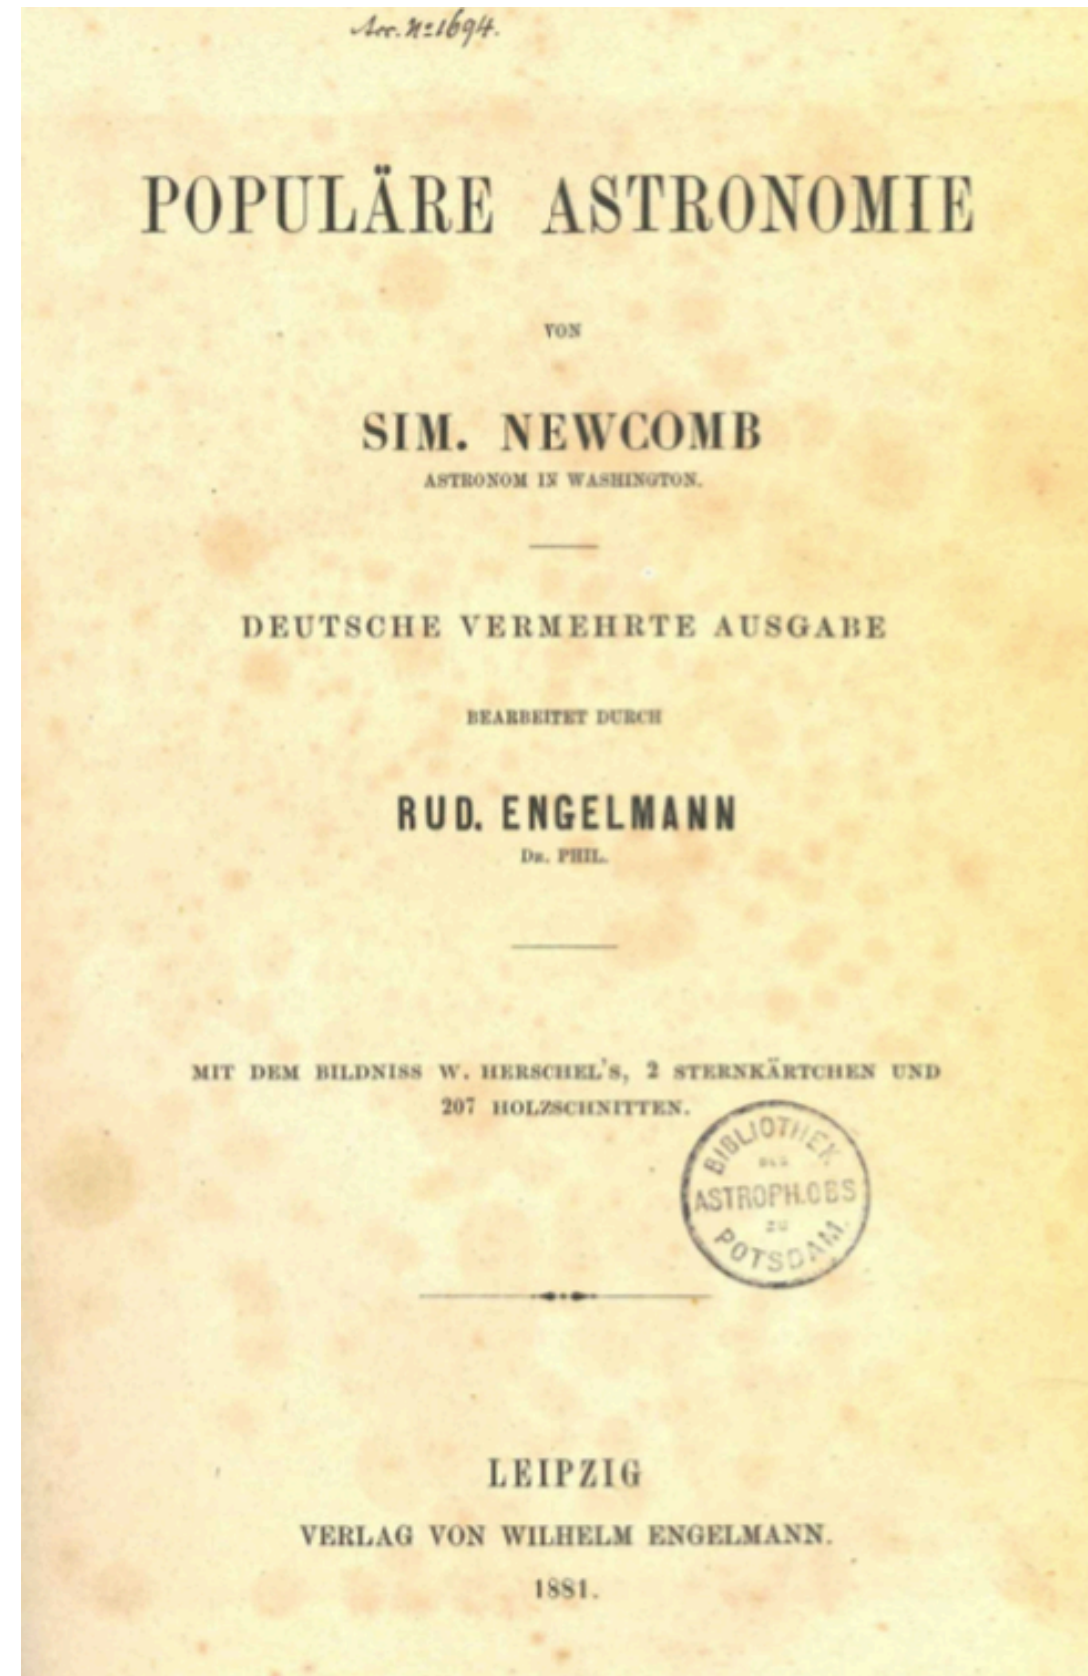 Acc. No 1694.
POPULÄRE ASTRONOMIE
VON
SIM. NEWCOMB
ASTRONOM IN WASHINGTON.
DEUTSCHE VERMEHRTE AUSGABE
BEARBEITET DURCH
RUD. ENGELMANN
DR. PHIL.
MIT DEM BILDNISS W. HERSCHEL'S, 2 STERNKÄRTCHEN UND
207 HOLZSCHNITTEN.
BIBLIOTHEK
DES
ASTROPH.OBS
ZU
POTSDAM.
LEIPZIG
VERLAG VON WILHELM ENGELMANN.
1881.